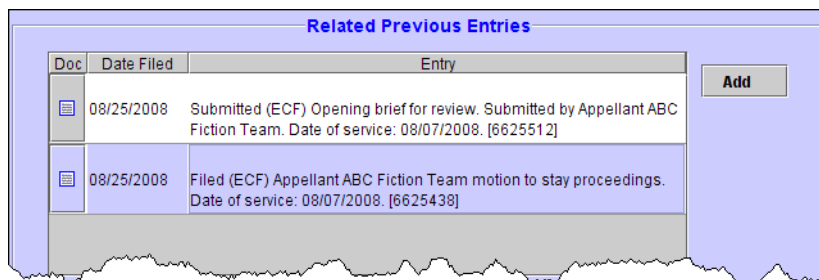 Related Previous Entries
Doc Date Filed Entry
Add
08/25/2008 Submitted (ECF) Opening brief for review. Submitted by Appellant ABC
Fiction Team. Date of service: 08/07/2008. [6625512]
08/25/2008 Filed (ECF) Appellant ABC Fiction Team motion to stay proceedings.
Date of service: 08/07/2008. [6625438]